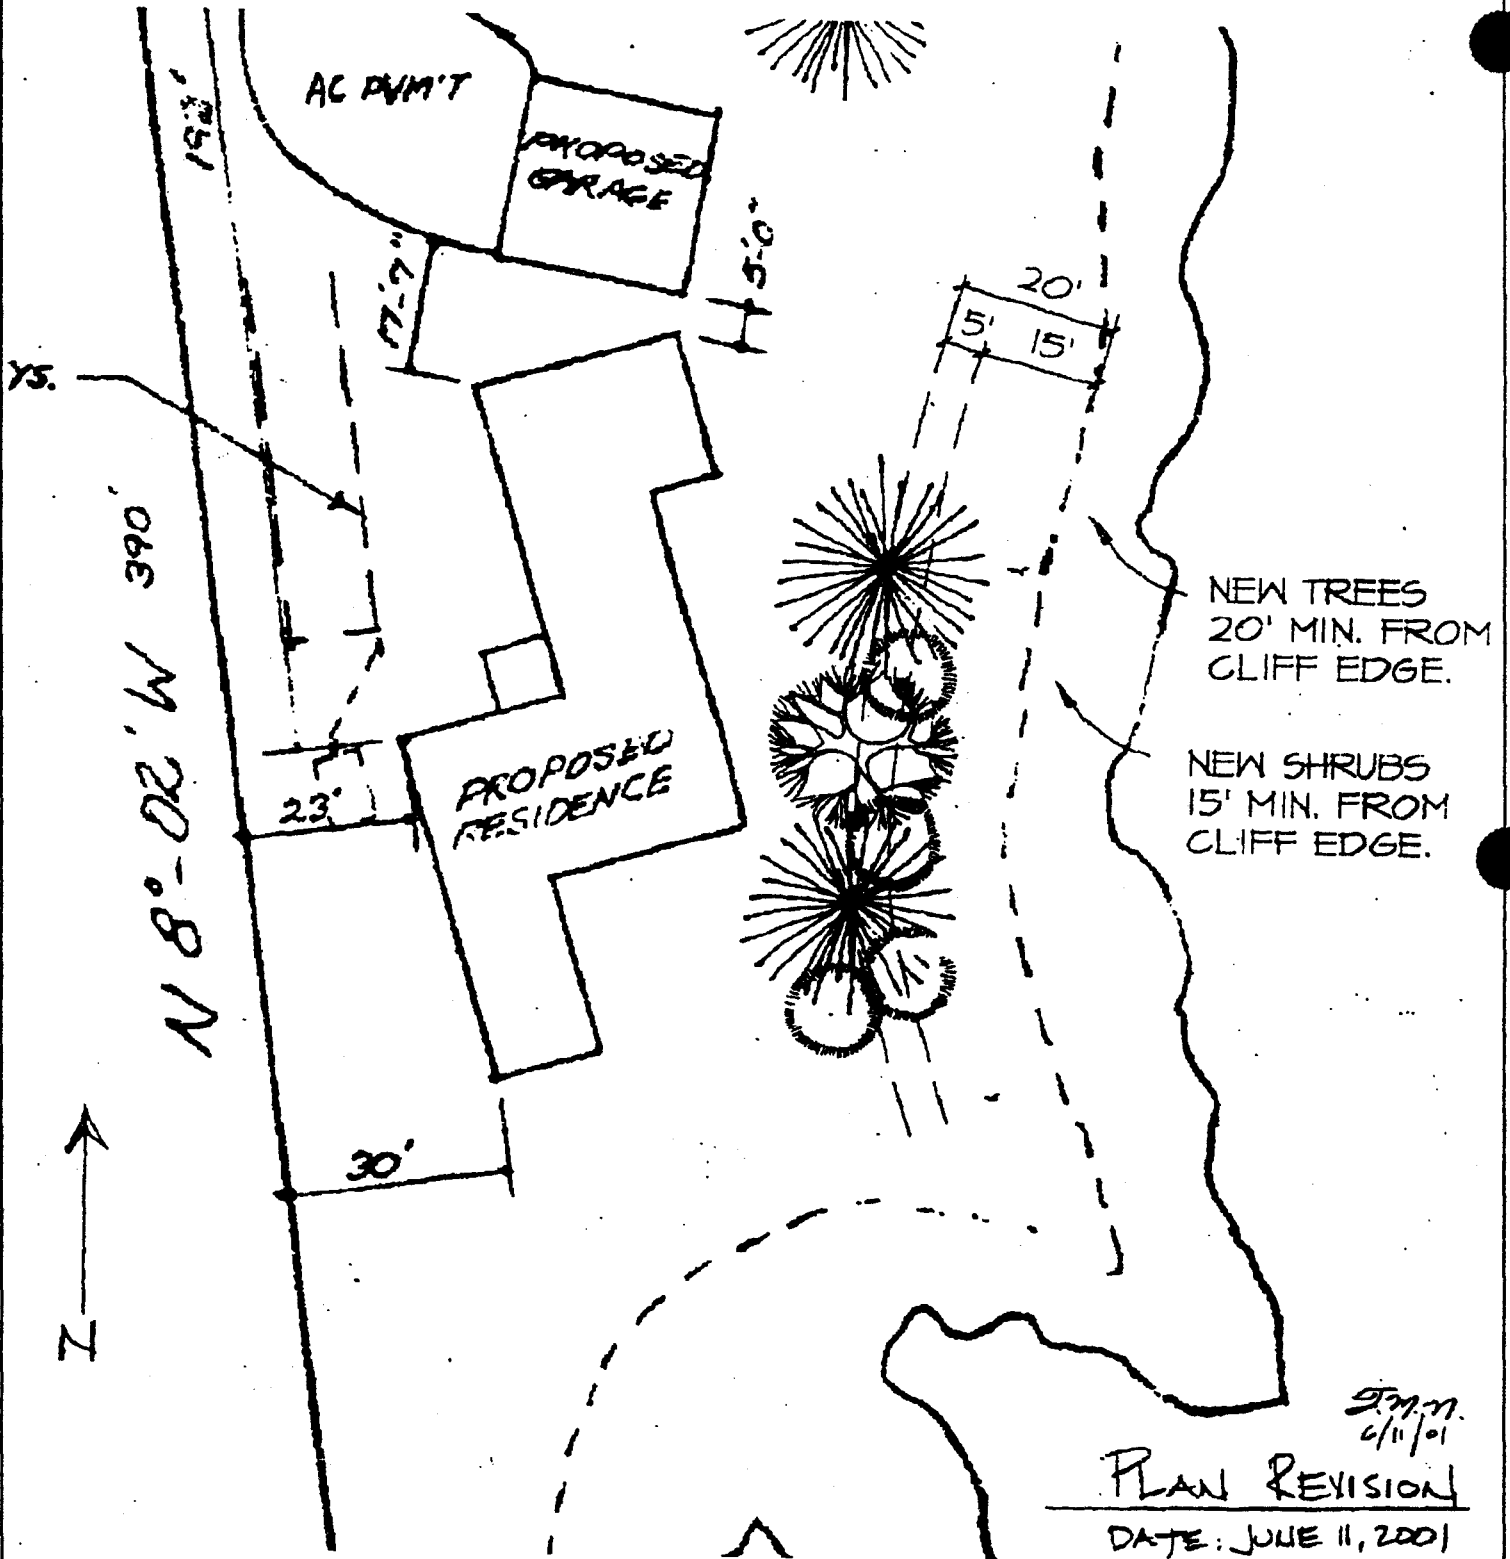 AC PVM'T
PROPOSED
GARAGE
17'-7"
5'-0"
20'
5'
15'
YS.
N 8°-02' W 390'
NEW TREES
20' MIN. FROM
CLIFF EDGE.
NEW SHRUBS
15' MIN. FROM
CLIFF EDGE.
PROPOSED
RESIDENCE
23'
30'
N
J.M.N.
6/11/01
PLAN REVISION
DATE: JUNE 11, 2001